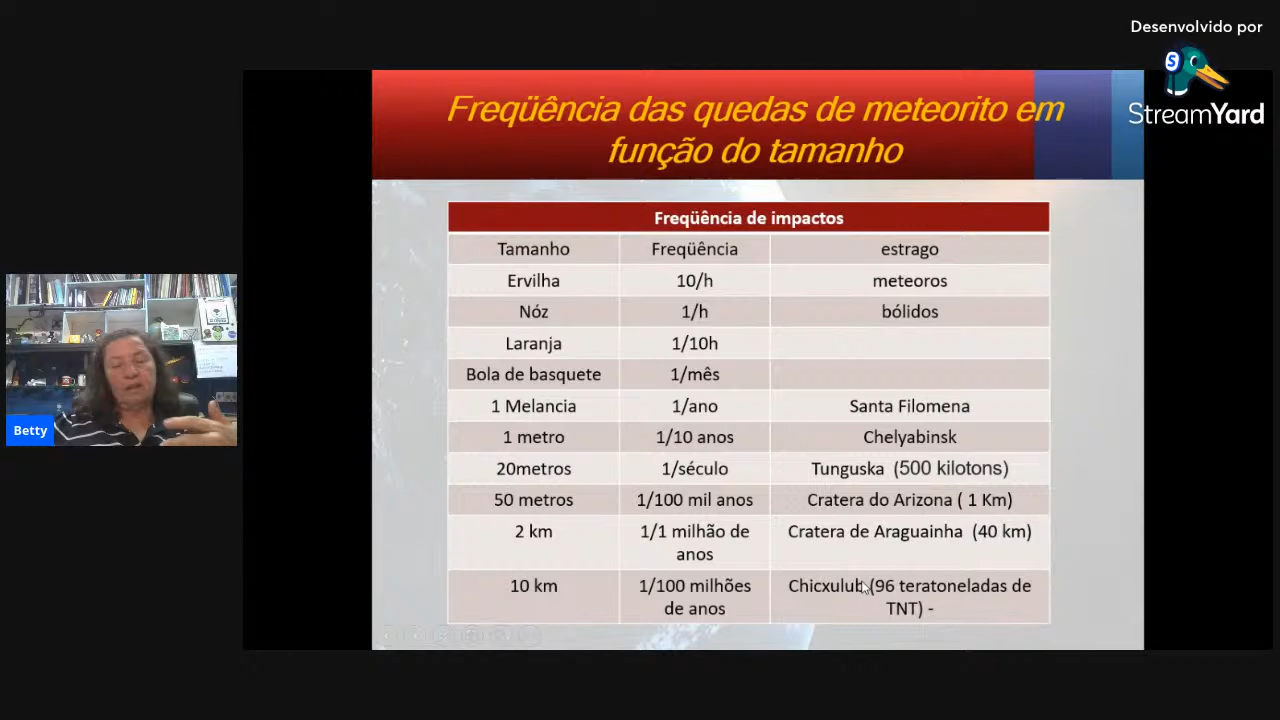 Desenvolvido por
StreamYard
Freqüência das quedas de meteorito em
função do tamanho
Freqüência de impactos
Tamanho Freqüência estrago
Ervilha 10/h meteoros
Nóz 1/h bólidos
Laranja 1/10h
Bola de basquete 1/mês
1 Melancia 1/ano Santa Filomena
1 metro 1/10 anos Chelyabinsk
20metros 1/século Tunguska (500 kilotons)
50 metros 1/100 mil anos Cratera do Arizona ( 1 Km)
2 km 1/1 milhão de anos Cratera de Araguainha (40 km)
10 km 1/100 milhões de anos Chicxulub (96 teratoneladas de TNT) -
Betty